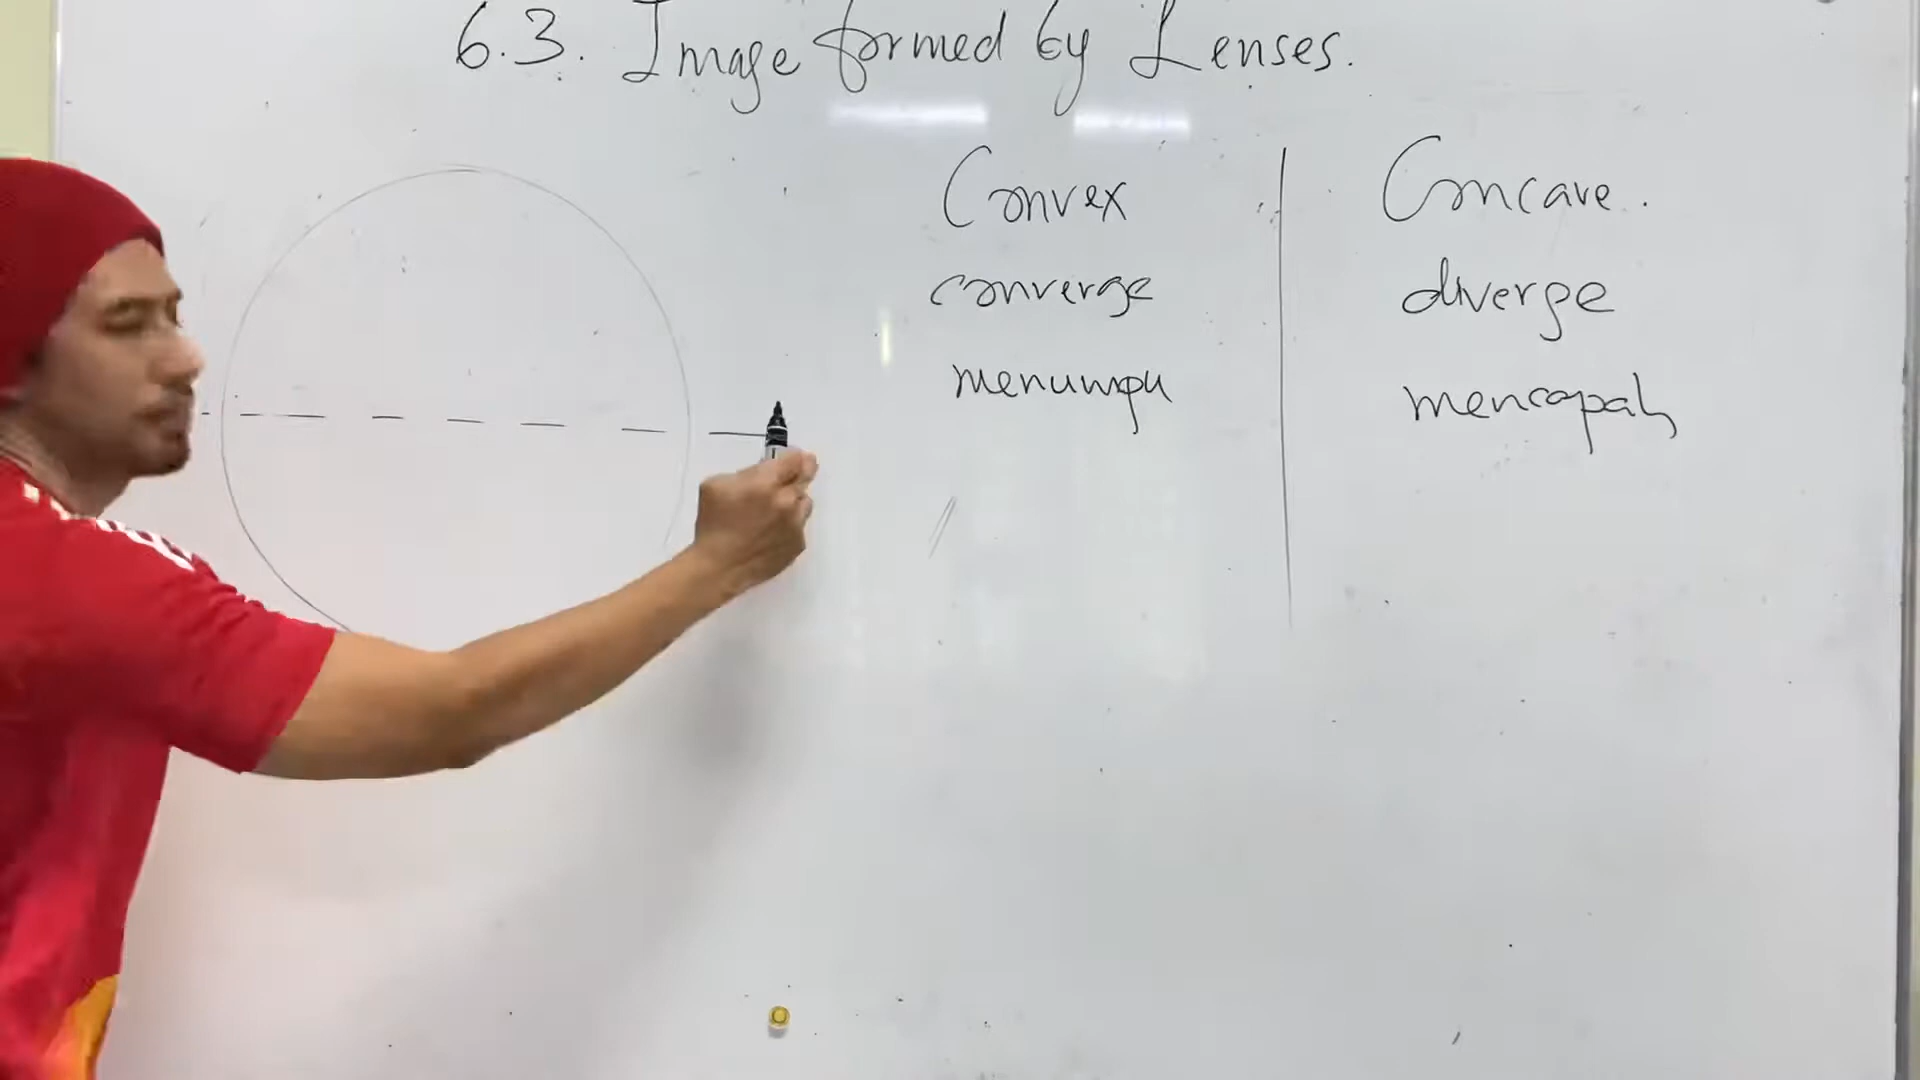 6.3. Image formed by Lenses.
Convex
Concave.
converge
diverge
menumpu
mencapah